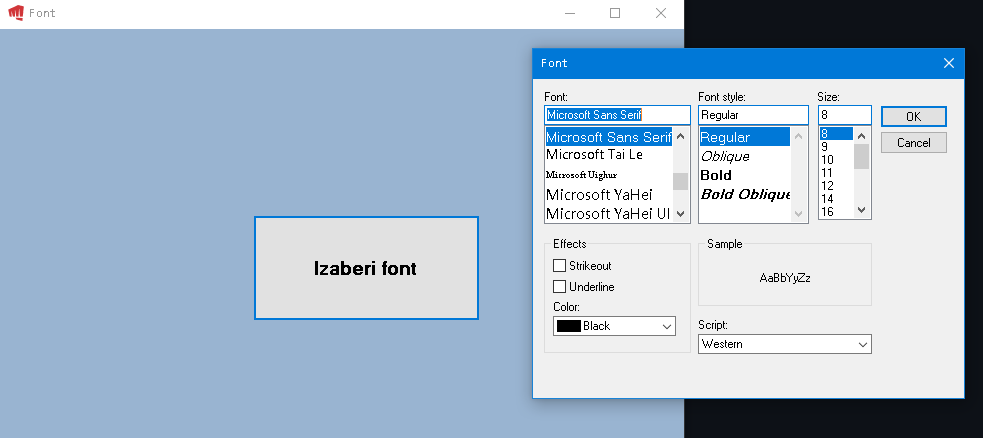 Font
Font
Font:
Microsoft Sans Serif
Microsoft Sans Serif
Microsoft Tai Le
Microsoft Uighur
Microsoft YaHei
Microsoft YaHei UI
Font style:
Regular
Regular
Oblique
Bold
Bold Oblique
Size:
8
8
9
10
11
12
14
16
OK
Cancel
Izaberi font
Effects
Strikeout
Underline
Color:
Black
Sample
AaBbYyZz
Script:
Western